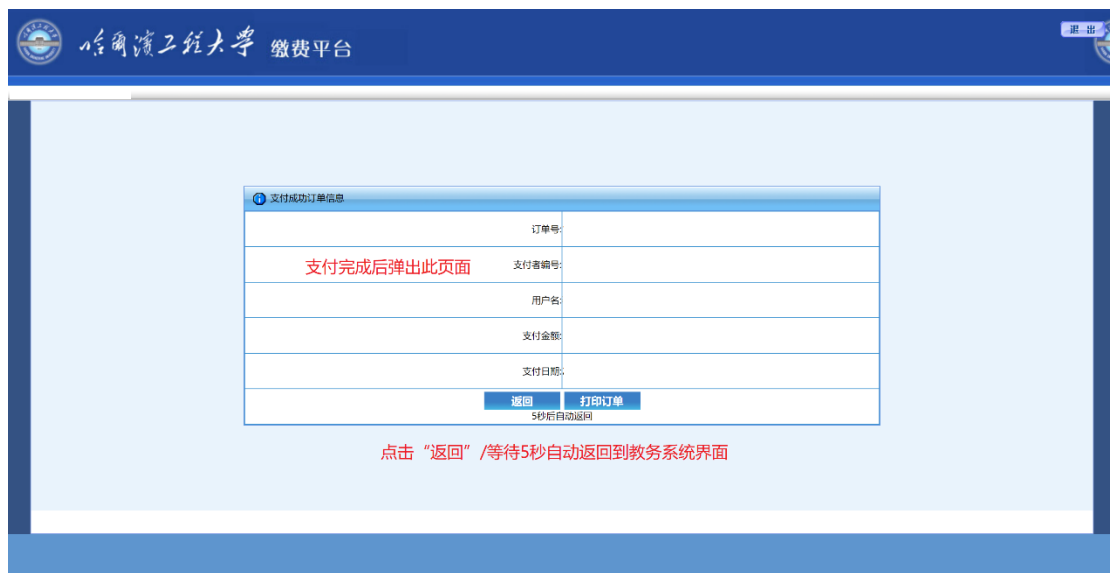 哈尔滨工程大学 缴费平台
退 出
支付成功订单信息
订单号:
支付完成后弹出此页面
支付者编号:
用户名:
支付金额:
支付日期:
返回 打印订单
5秒后自动返回
点击“返回”/等待5秒自动返回到教务系统界面